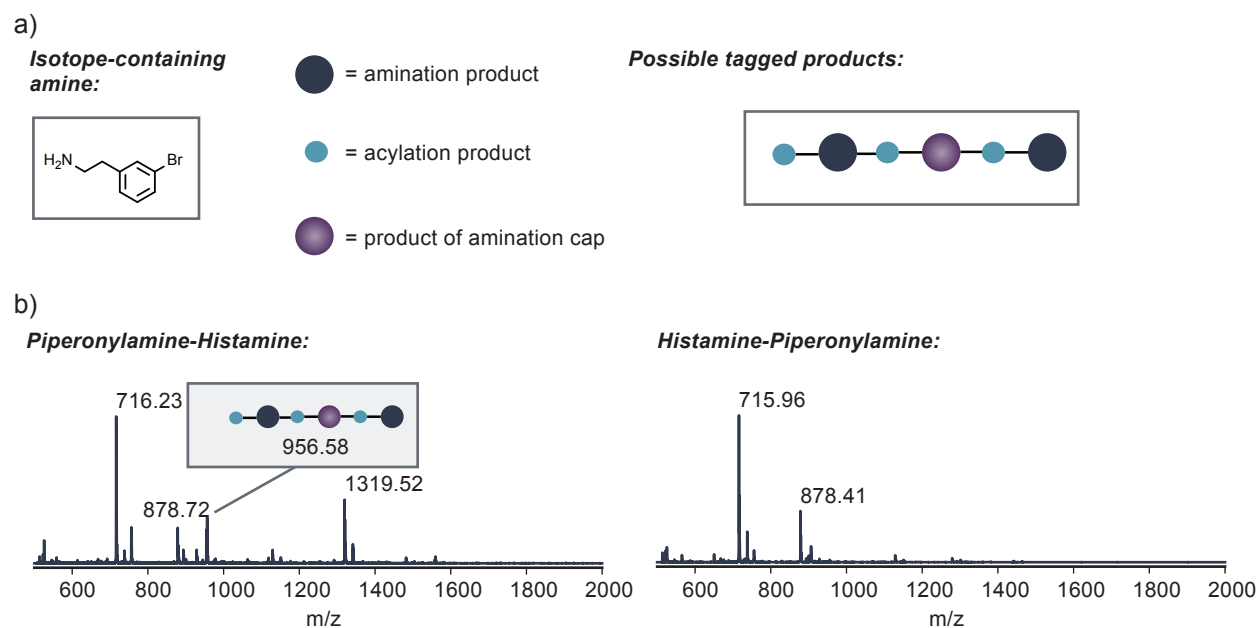 a)
Isotope-containing
amine:
H2N
Br
= amination product
= acylation product
= product of amination cap
Possible tagged products:
b)
Piperonylamine-Histamine:
716.23
956.58
878.72
1319.52
600 800 1000 1200 1400 1600 1800 2000
m/z
Histamine-Piperonylamine:
715.96
878.41
600 800 1000 1200 1400 1600 1800 2000
m/z